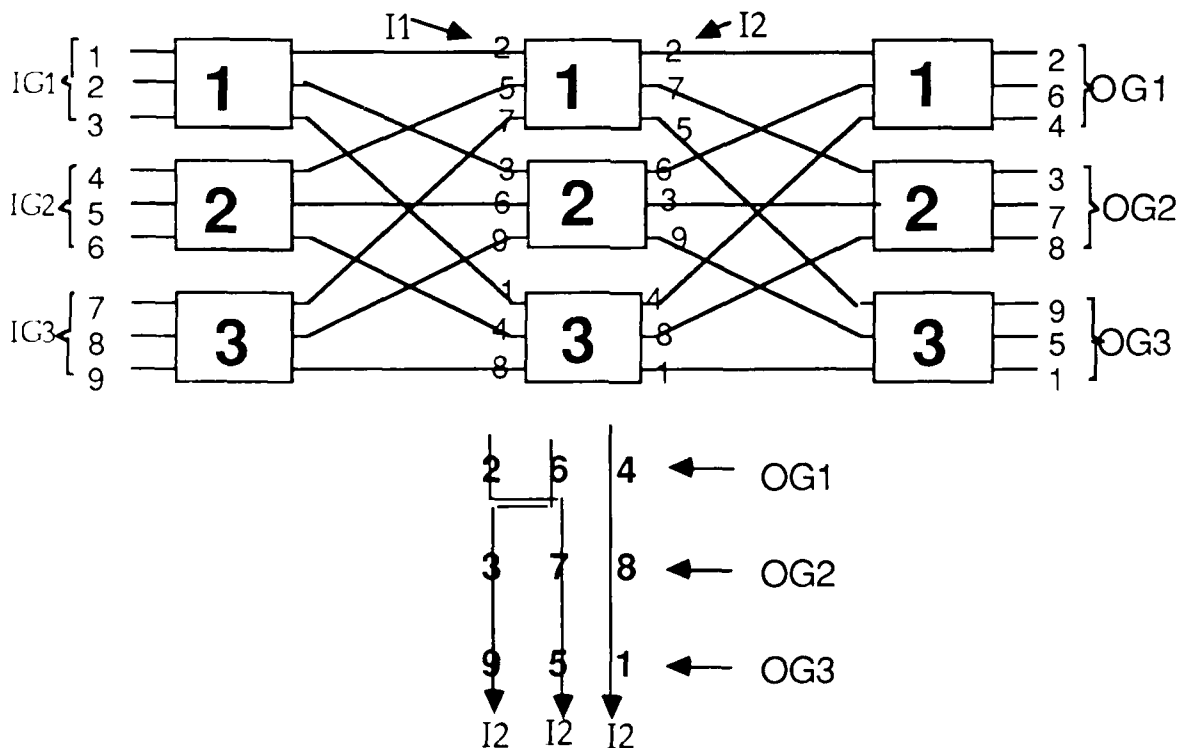 I1 I2
1 2 2 2
IG1 2 1 5 1 7 1 6 OG1
3 7 5 4
4 3 6 3
IG2 5 2 6 2 3 2 7 OG2
6 9 9 8
7 1 4 9
IG3 8 3 4 3 8 3 5 OG3
9 8 1 1
2 6 4 OG1
3 7 8 OG2
9 5 1 OG3
I2 I2 I2